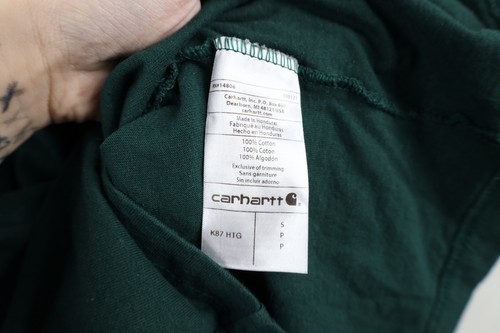 RN14806
Carhartt, Inc. P.O. Box 600
Dearborn, MI 48121 USA
carhartt.com
Made in Honduras
Fabriqué en Honduras
Hecho en Honduras
100% Cotton
100% Coton
100% Algodón
Exclusive of trimming
Sans garniture
Sin incluir adorno
carhartt
K87 HTG
S
P
P